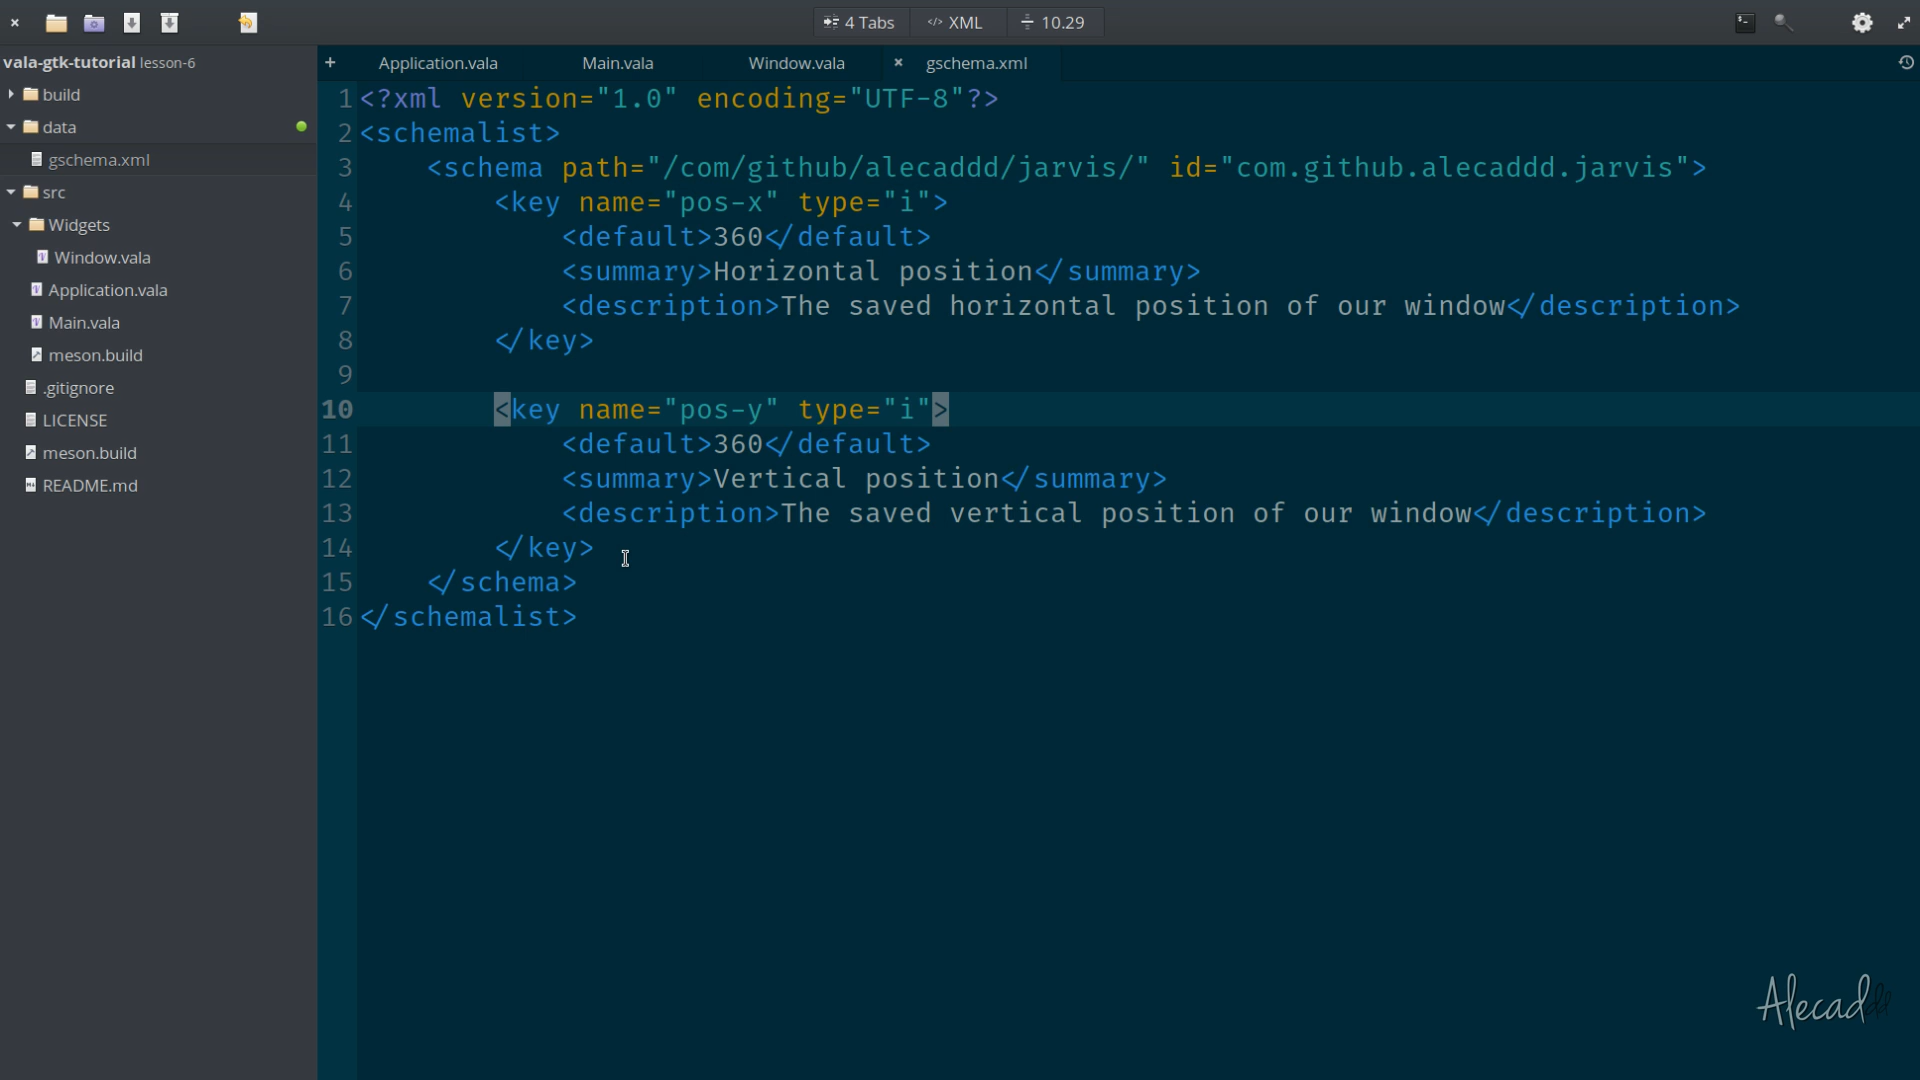 4 Tabs </> XML 10.29
vala-gtk-tutorial lesson-6
build
data
gschema.xml
src
Widgets
Window.vala
Application.vala
Main.vala
meson.build
.gitignore
LICENSE
meson.build
README.md
+ Application.vala Main.vala Window.vala × gschema.xml
1 <?xml version="1.0" encoding="UTF-8"?>
2 <schemalist>
3 <schema path="/com/github/alecaddd/jarvis/" id="com.github.alecaddd.jarvis">
4 <key name="pos-x" type="i">
5 <default>360</default>
6 <summary>Horizontal position</summary>
7 <description>The saved horizontal position of our window</description>
8 </key>
9
10 <key name="pos-y" type="i">
11 <default>360</default>
12 <summary>Vertical position</summary>
13 <description>The saved vertical position of our window</description>
14 </key>
15 </schema>
16 </schemalist>
Alecaddd